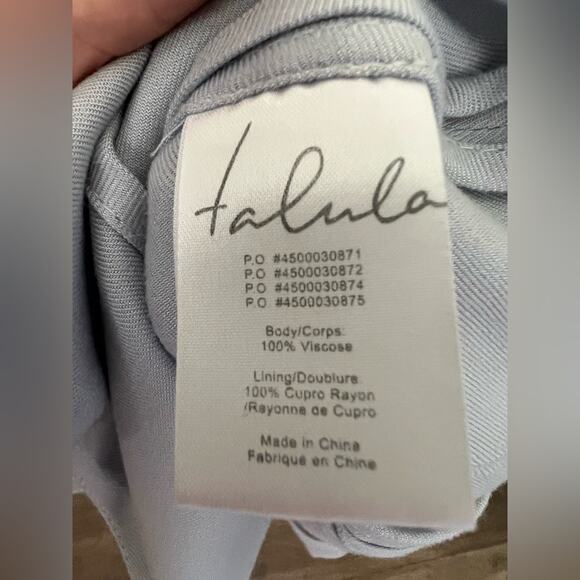 talula
P.O #4500030871
P.O #4500030872
P.O #4500030874
P.O #4500030875
Body/Corps:
100% Viscose
Lining/Doublure:
100% Cupro Rayon
/Rayonne de Cupro
Made in China
Fabriqué en Chine